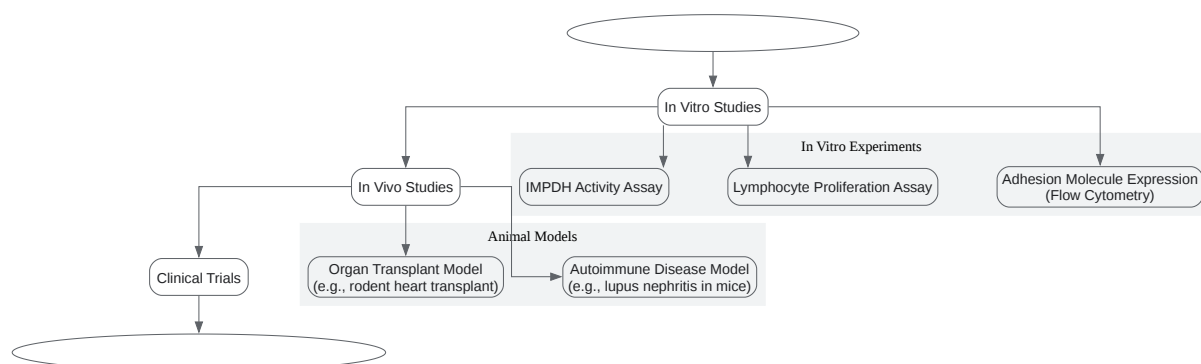 In Vitro Studies
In Vitro Experiments
In Vivo Studies
IMPDH Activity Assay
Lymphocyte Proliferation Assay
Adhesion Molecule Expression
(Flow Cytometry)
Animal Models
Clinical Trials
Organ Transplant Model
(e.g., rodent heart transplant)
Autoimmune Disease Model
(e.g., lupus nephritis in mice)